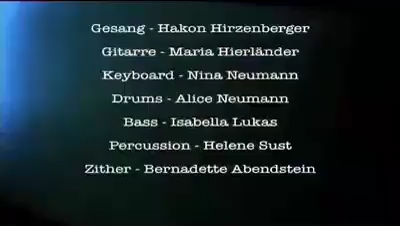 Gesang - Hakon Hirzenberger
Gitarre - Maria Hierländer
Keyboard - Nina Neumann
Drums - Alice Neumann
Bass - Isabella Lukas
Percussion - Helene Sust
Zither - Bernadette Abendstein